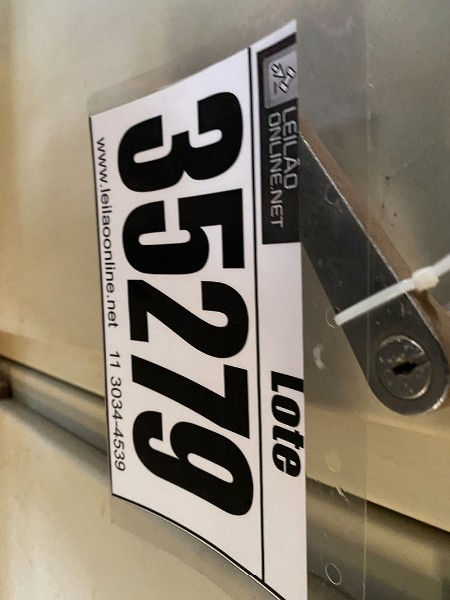 LEILÃO
ONLINE.NET
Lote
35279
www.leilaoonline.net 11 3034-4539